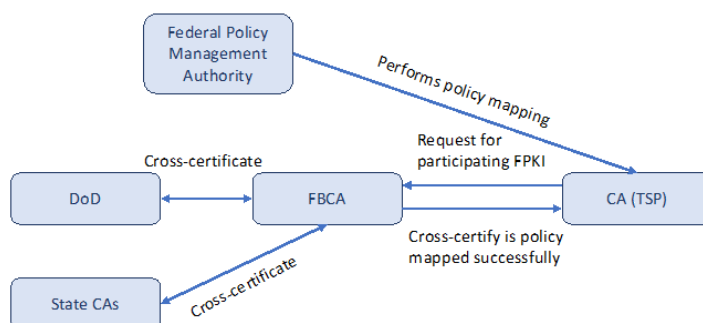 Federal Policy
Management
Authority
Performs policy mapping
Request for
participating FPKI
Cross-certificate
DoD
FBCA
CA (TSP)
Cross-certify is policy
mapped successfully
Cross-certificate
State CAs